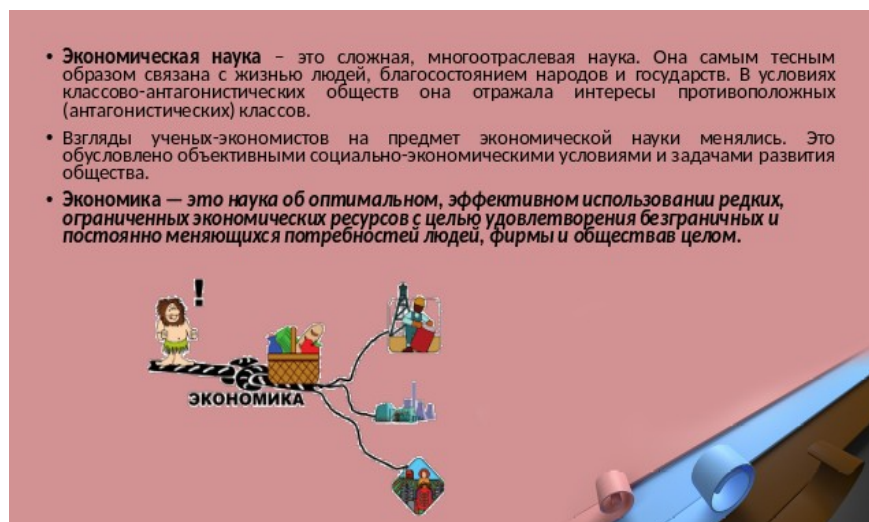 • Экономическая наука – это сложная, многоотраслевая наука. Она самым тесным
образом связана с жизнью людей, благосостоянием народов и государств. В условиях
классово-антагонистических обществ она отражала интересы противоположных
(антагонистических) классов.
• Взгляды ученых-экономистов на предмет экономической науки менялись. Это
обусловлено объективными социально-экономическими условиями и задачами развития
общества.
• Экономика — это наука об оптимальном, эффективном использовании редких,
ограниченных экономических ресурсов с целью удовлетворения безграничных и
постоянно меняющихся потребностей людей, фирмы и обществав целом.
!
ЭКОНОМИКА